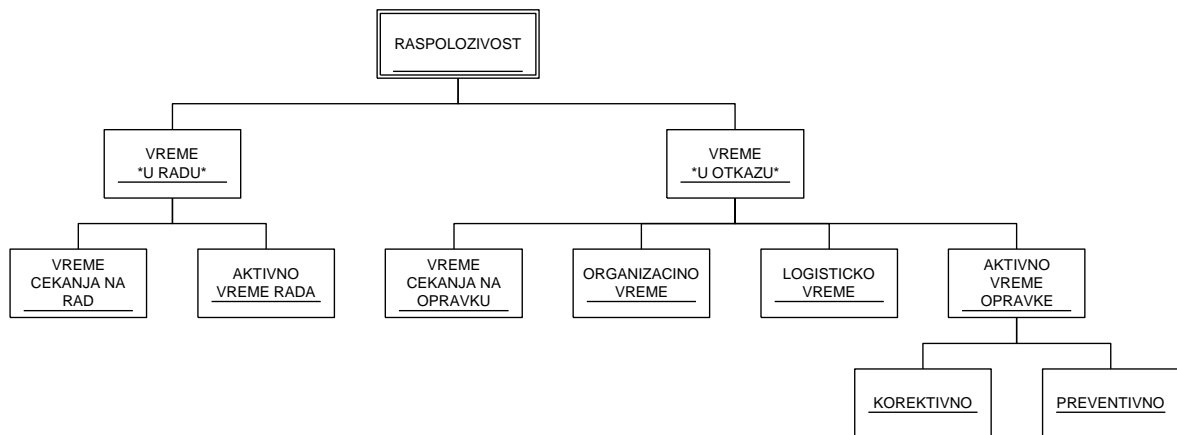 RASPOLOZIVOST
VREME
*U RADU*
VREME
*U OTKAZU*
VREME
CEKANJA NA
RAD
AKTIVNO
VREME RADA
VREME
CEKANJA NA
OPRAVKU
ORGANIZACINO
VREME
LOGISTICKO
VREME
AKTIVNO
VREME
OPRAVKE
KOREKTIVNO
PREVENTIVNO